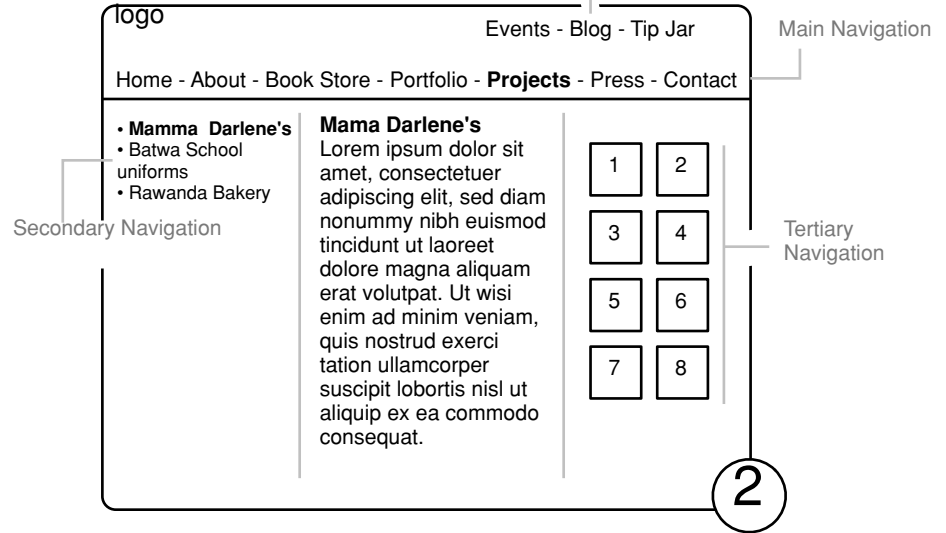 logo
Events - Blog - Tip Jar
Main Navigation
Home - About - Book Store - Portfolio - Projects - Press - Contact
• Mamma Darlene's
• Batwa School
uniforms
• Rawanda Bakery
Secondary Navigation
Mama Darlene's
Lorem ipsum dolor sit
amet, consectetuer
adipiscing elit, sed diam
nonummy nibh euismod
tincidunt ut laoreet
dolore magna aliquam
erat volutpat. Ut wisi
enim ad minim veniam,
quis nostrud exerci
tation ullamcorper
suscipit lobortis nisl ut
aliquip ex ea commodo
consequat.
1 2
3 4
5 6
7 8
Tertiary
Navigation
2